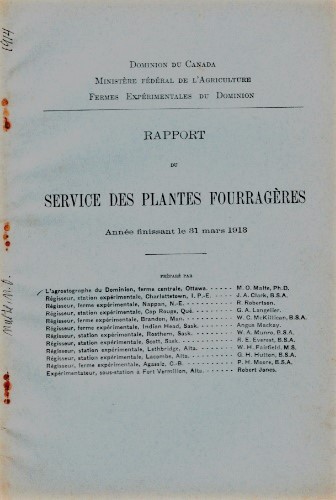 1914
DOMINION DU CANADA
MINISTÈRE FÉDÉRAL DE L'AGRICULTURE
FERMES EXPÉRIMENTALES DU DOMINION
RAPPORT
DU
SERVICE DES PLANTES FOURRAGÈRES
Année finissant le 31 mars 1913
PRÉPARÉ PAR
L'agrostographe du Dominion, ferme centrale, Ottawa. - - - - - M. O. Malte, Ph.D.
Régisseur, station expérimentale, Charlottetown, I. P.-E. - - - - J. A. Clark, B.S.A.
Régisseur, ferme expérimentale, Nappan, N.-E. - - - - R. Robertson.
Régisseur, station expérimentale, Cap Rouge, Qué. - - - - G. A. Langelier.
Régisseur, ferme expérimentale, Brandon, Man. - - - - W. C. McKillican, B.S.A.
Régisseur, ferme expérimentale, Indian Head, Sask. - - - - Angus Mackay.
Régisseur, station expérimentale, Rosthern, Sask. - - - - W. A. Munro, B.S.A.
Régisseur, station expérimentale, Scott, Sask. - - - - R. E. Everest, B.S.A.
Régisseur, station expérimentale, Lethbridge, Alta. - - - - W. H. Fairfield, M.S.
Régisseur, station expérimentale, Lacombe, Alta. - - - - G. H. Hutton, B.S.A.
Régisseur, ferme expérimentale, Agassiz, C.-B. - - - - P. H. Moore, B.S.A.
Expérimentateur, sous-station à Fort Vermilion, Alta. - - - - Robert Jones.